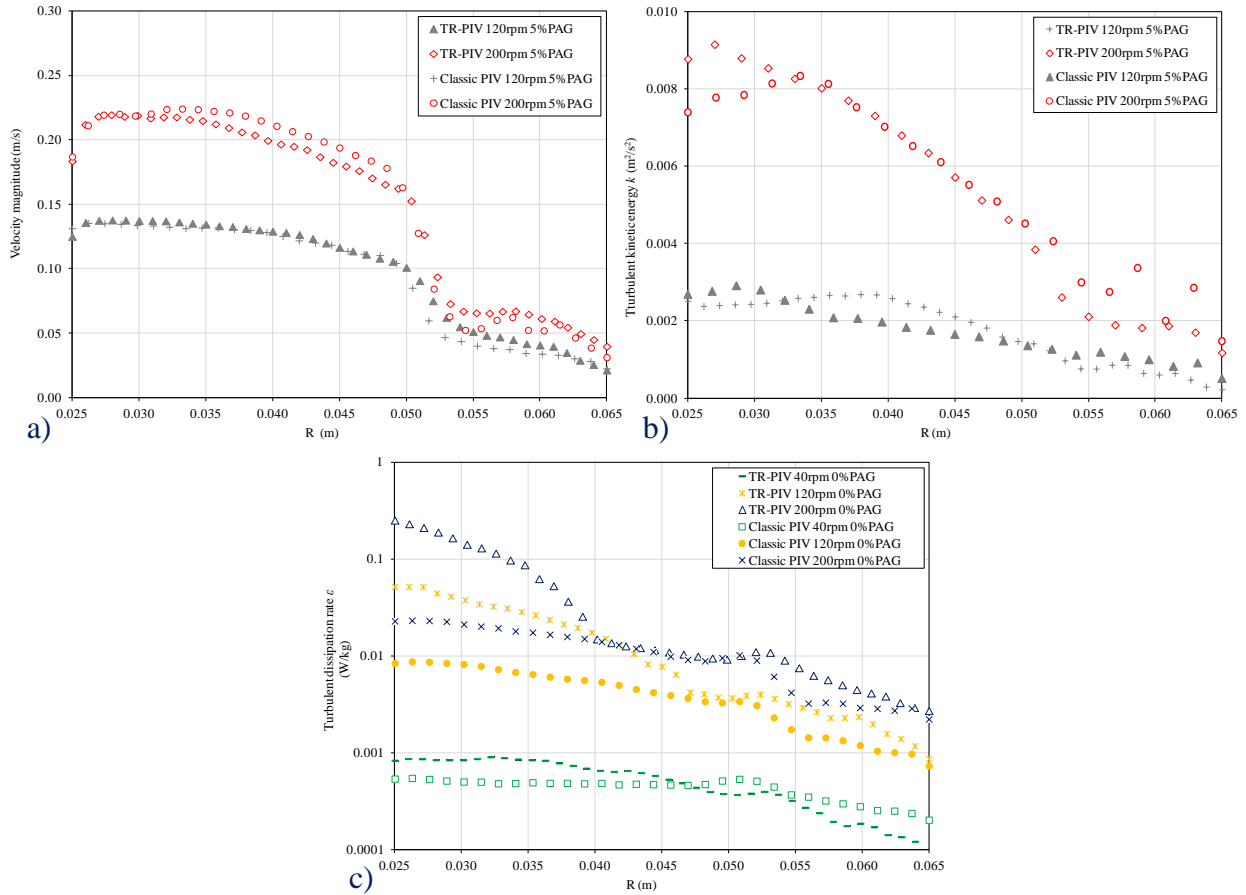 TR-PIV 120rpm 5%PAG
TR-PIV 200rpm 5%PAG
Classic PIV 120rpm 5%PAG
Classic PIV 200rpm 5%PAG
Velocity magnitude (m/s)
0.30
0.25
0.20
0.15
0.10
0.05
0.00
0.025 0.030 0.035 0.040 0.045 0.050 0.055 0.060 0.065
R (m)
a)
TR-PIV 120rpm 5%PAG
TR-PIV 200rpm 5%PAG
Classic PIV 120rpm 5%PAG
Classic PIV 200rpm 5%PAG
Turbulent kinetic energy k (m²/s²)
0.010
0.008
0.006
0.004
0.002
0.000
0.025 0.030 0.035 0.040 0.045 0.050 0.055 0.060 0.065
R (m)
b)
TR-PIV 40rpm 0%PAG
TR-PIV 120rpm 0%PAG
TR-PIV 200rpm 0%PAG
Classic PIV 40rpm 0%PAG
Classic PIV 120rpm 0%PAG
Classic PIV 200rpm 0%PAG
Turbulent dissipation rate ε
(W/kg)
1
0.1
0.01
0.001
0.0001
0.025 0.030 0.035 0.040 0.045 0.050 0.055 0.060 0.065
R (m)
c)